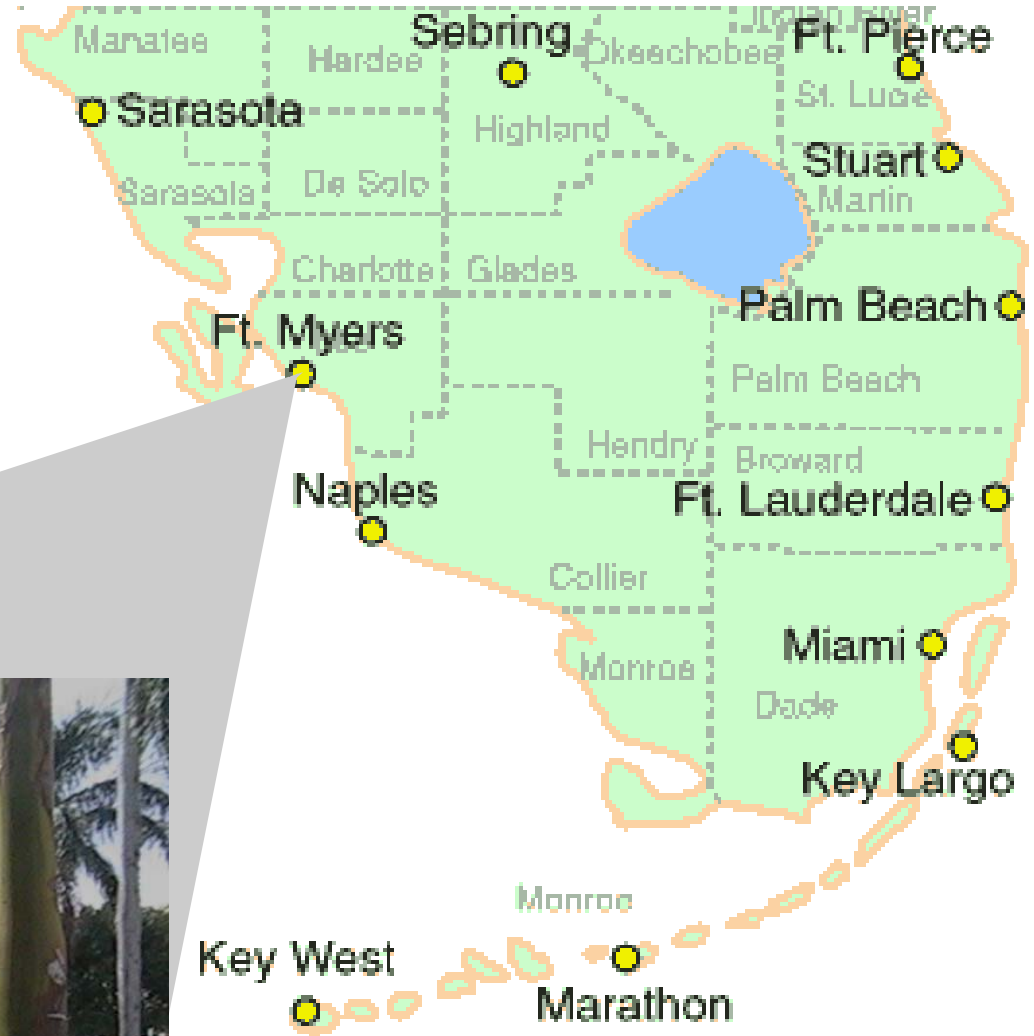 Indian River
Manatee
Sebring
Ft. Pierce
Hardee
Okeechobee
St. Lucie
Sarasota
Highland
Stuart
Sarasota
De Soto
Martin
Charlotte
Glades
Palm Beach
Ft. Myers
Palm Beach
Hendry
Broward
Naples
Ft. Lauderdale
Collier
Miami
Monroe
Dade
Key Largo
Monroe
Key West
Marathon